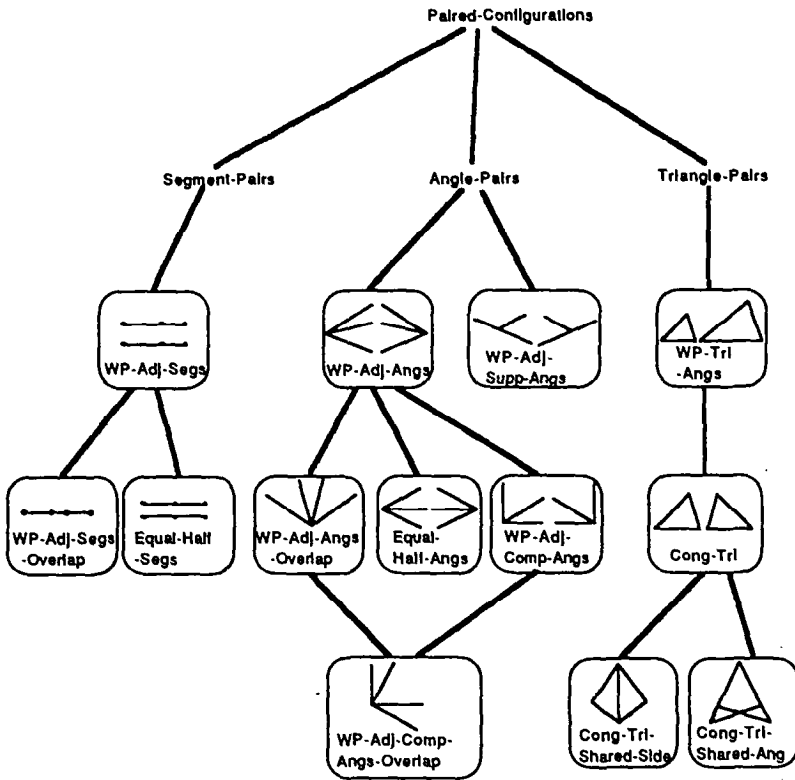 Paired-Configurations
Segment-Pairs
Angle-Pairs
Triangle-Pairs
WP-Adj-Segs
WP-Adj-Angs
WP-Adj-
Supp-Angs
WP-Tri
-Angs
WP-Adj-Segs
-Overlap
Equal-Half
-Segs
WP-Adj-Angs
-Overlap
Equal-
Half-Angs
WP-Adj-
Comp-Angs
Cong-Tri
WP-Adj-Comp-
Angs-Overlap
Cong-Tri-
Shared-Side
Cong-Tri-
Shared-Ang